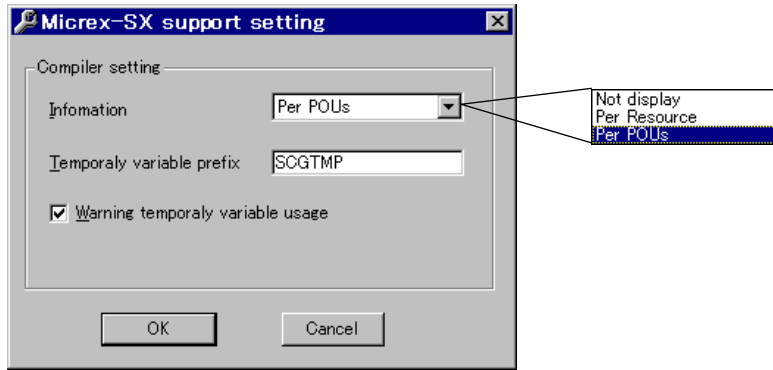 Micrex-SX support setting
Compiler setting
Infomation
Per POUs
Not display
Per Resource
Per POUs
Temporaly variable prefix
SCGTMP
Warning temporaly variable usage
OK
Cancel